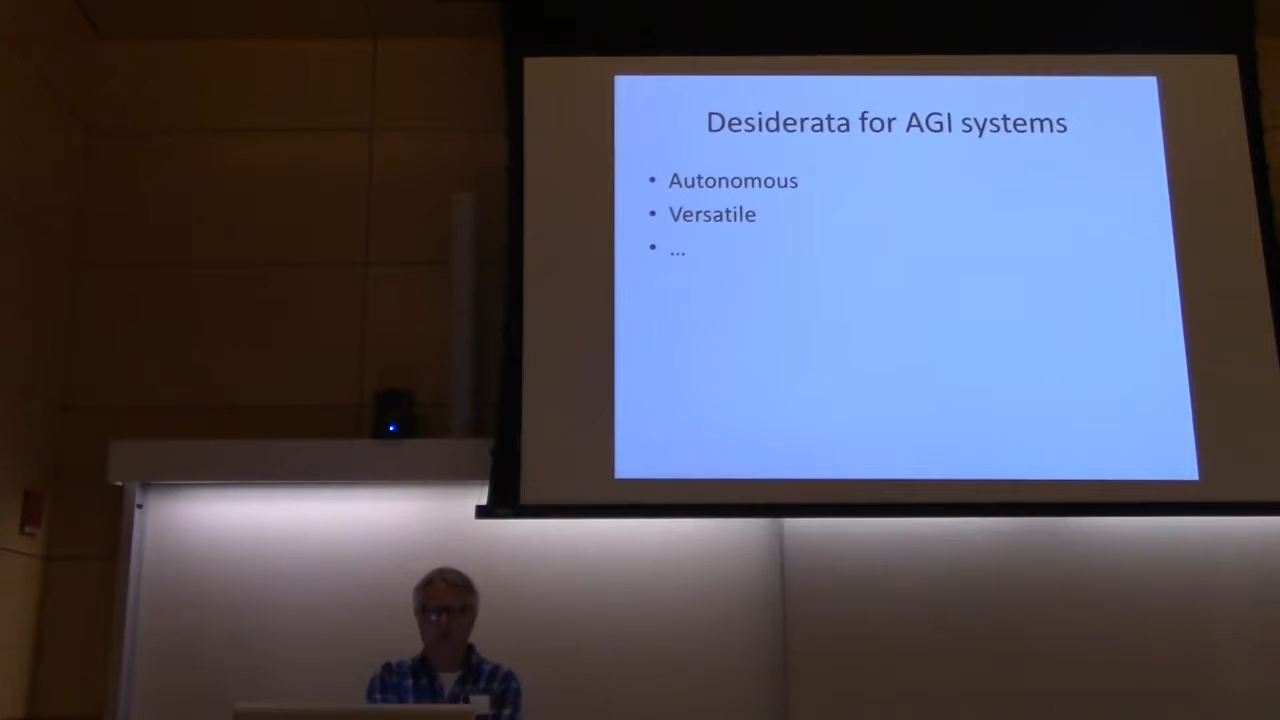 Desiderata for AGI systems
• Autonomous
• Versatile
• ...